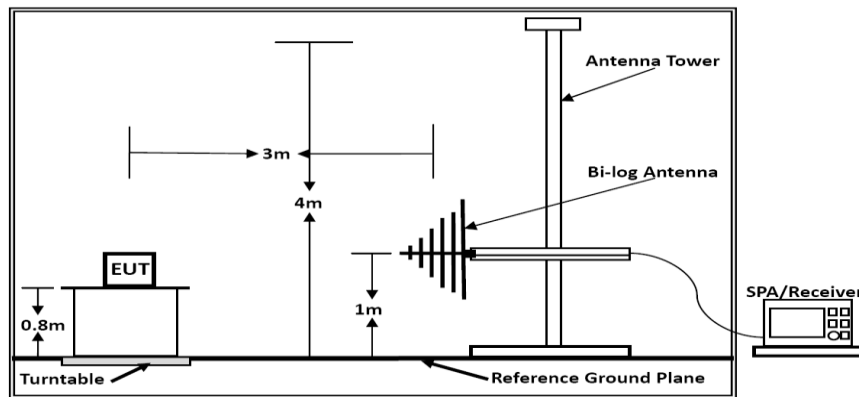 Antenna Tower
3m
Bi-log Antenna
4m
EUT
1m
SPA/Receiver
0.8m
Turntable
Reference Ground Plane